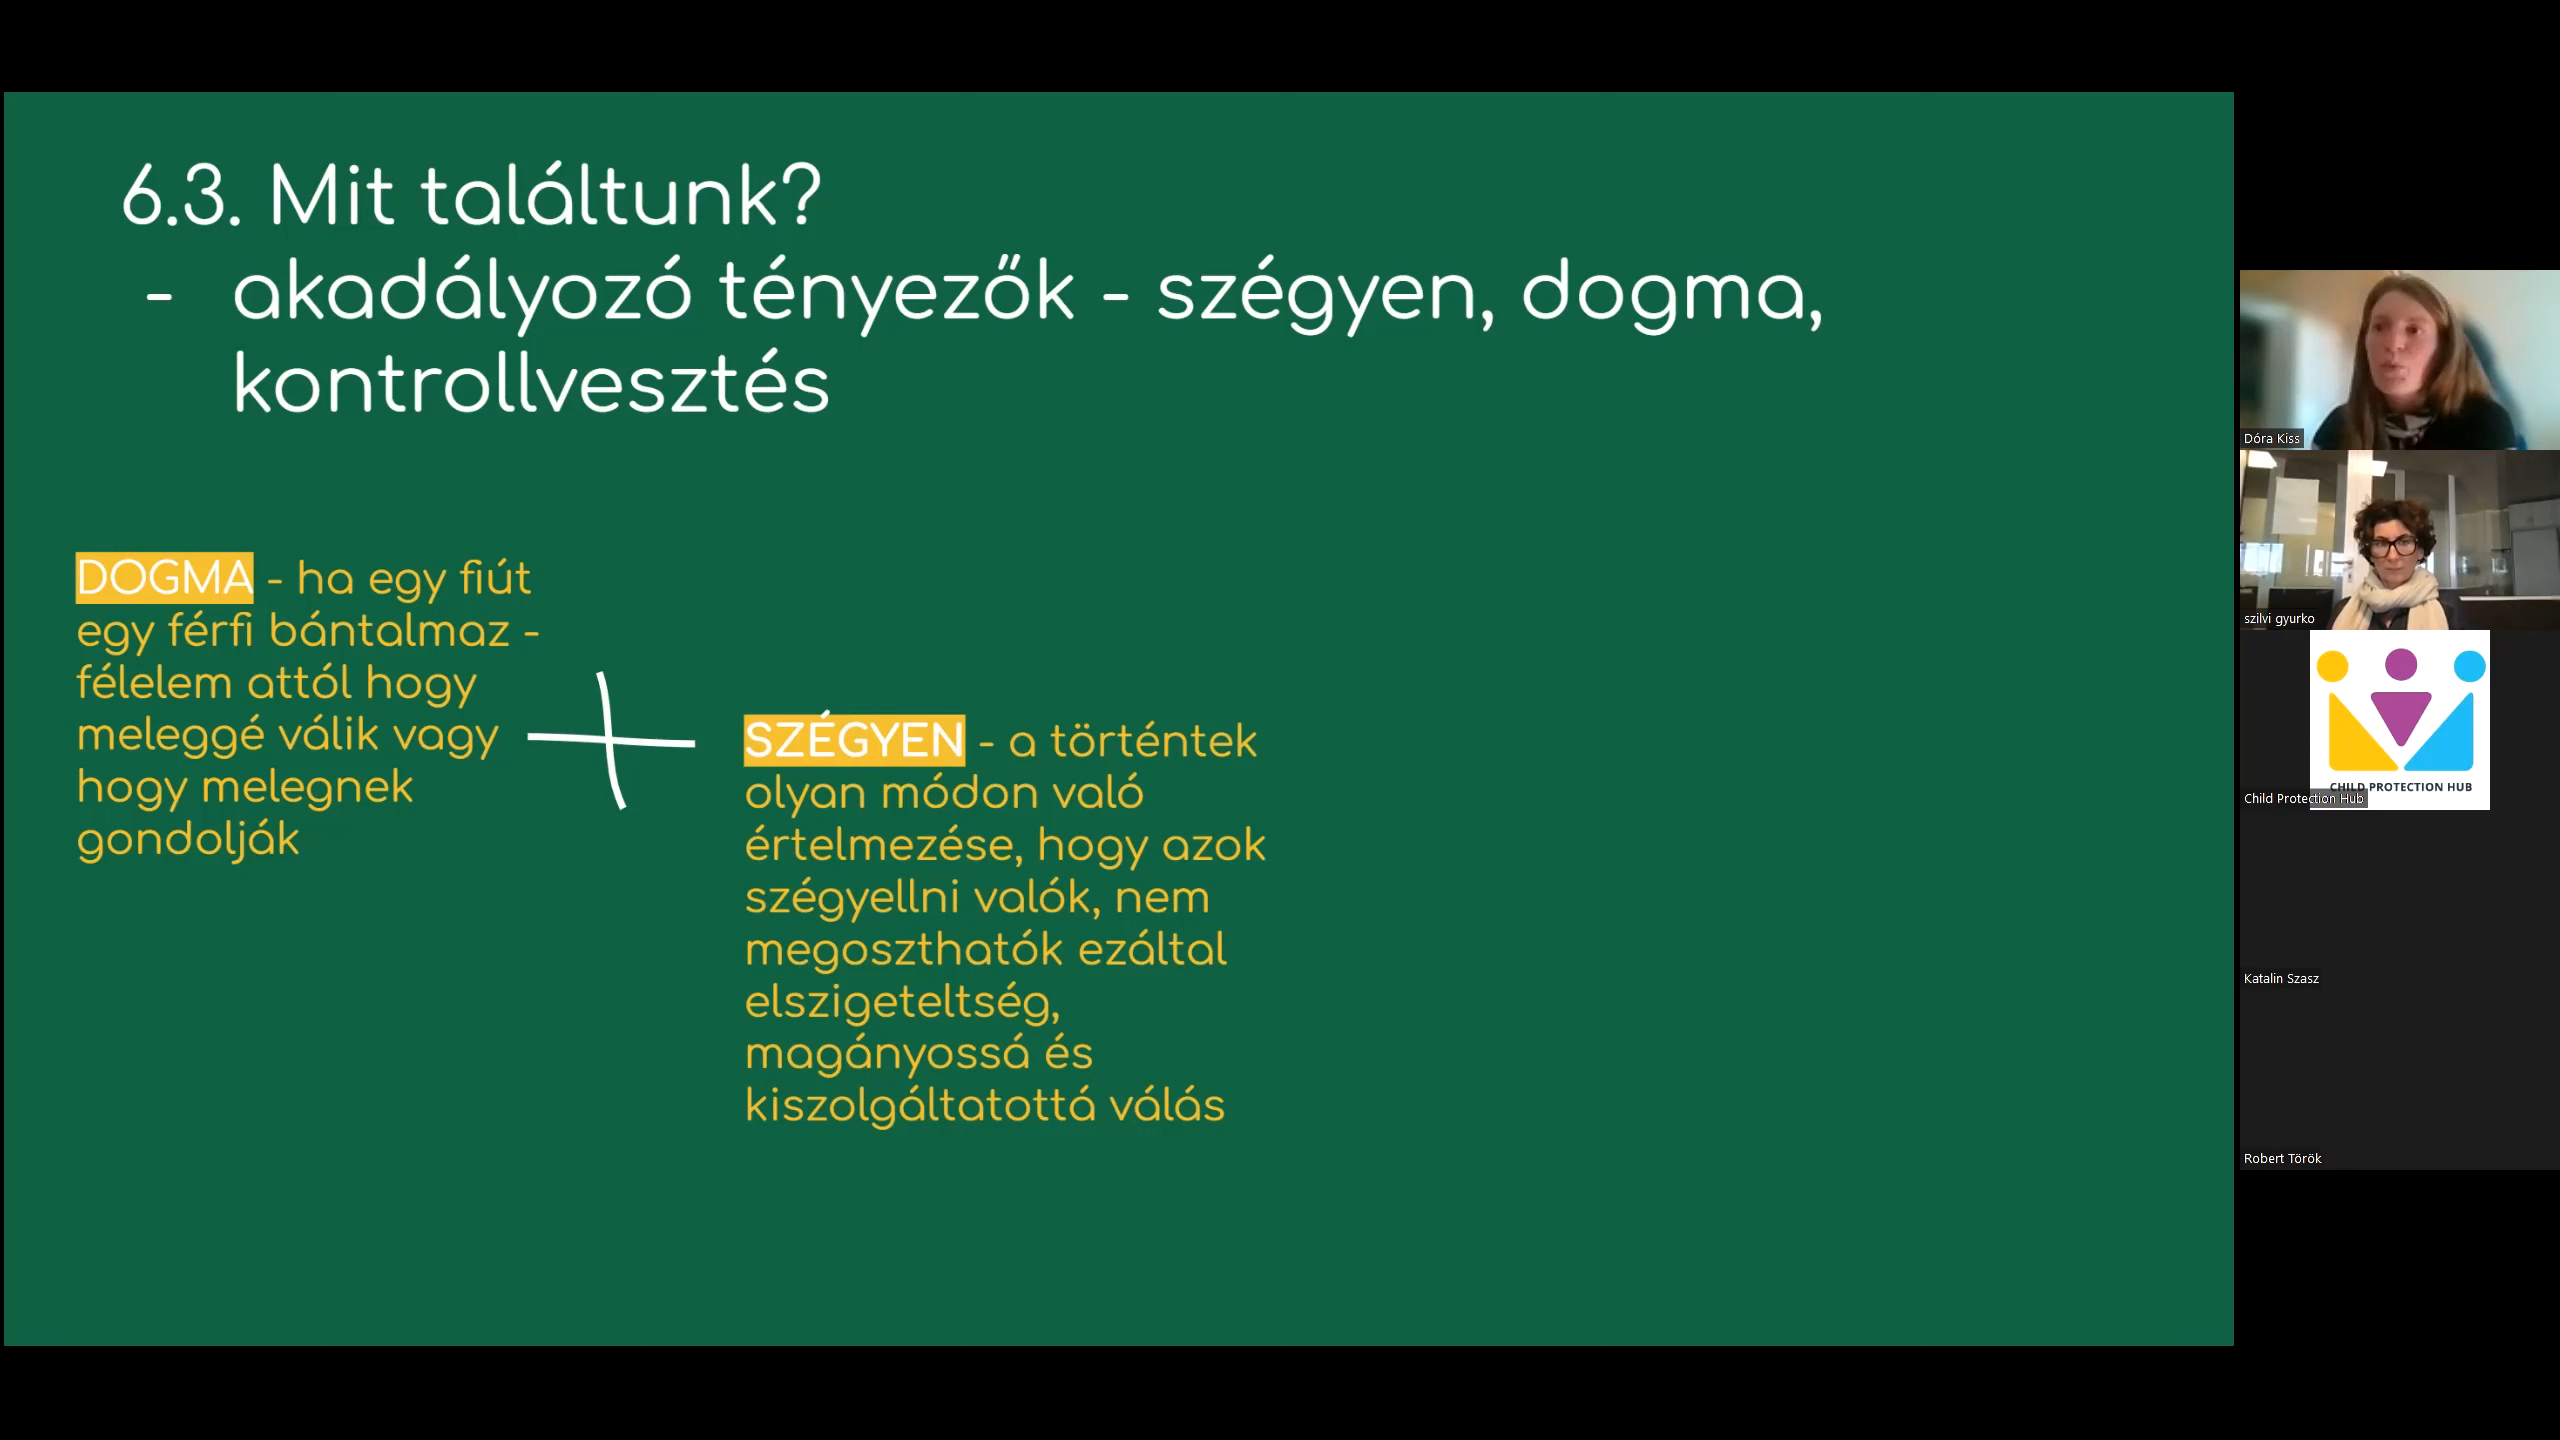 6.3. Mit találtunk?
- akadályozó tényezők - szégyen, dogma,
kontrollvesztés
DOGMA - ha egy fiút
egy férfi bántalmaz -
félelem attól hogy
meleggé válik vagy
hogy melegnek
gondolják
SZÉGYEN - a történtek
olyan módon való
értelmezése, hogy azok
szégyellni valók, nem
megoszthatók ezáltal
elszigeteltség,
magányossá és
kiszolgáltatottá válás
Dóra Kiss
szilvi gyurko
CHILD PROTECTION HUB
Child Protection Hub
Katalin Szasz
Robert Török